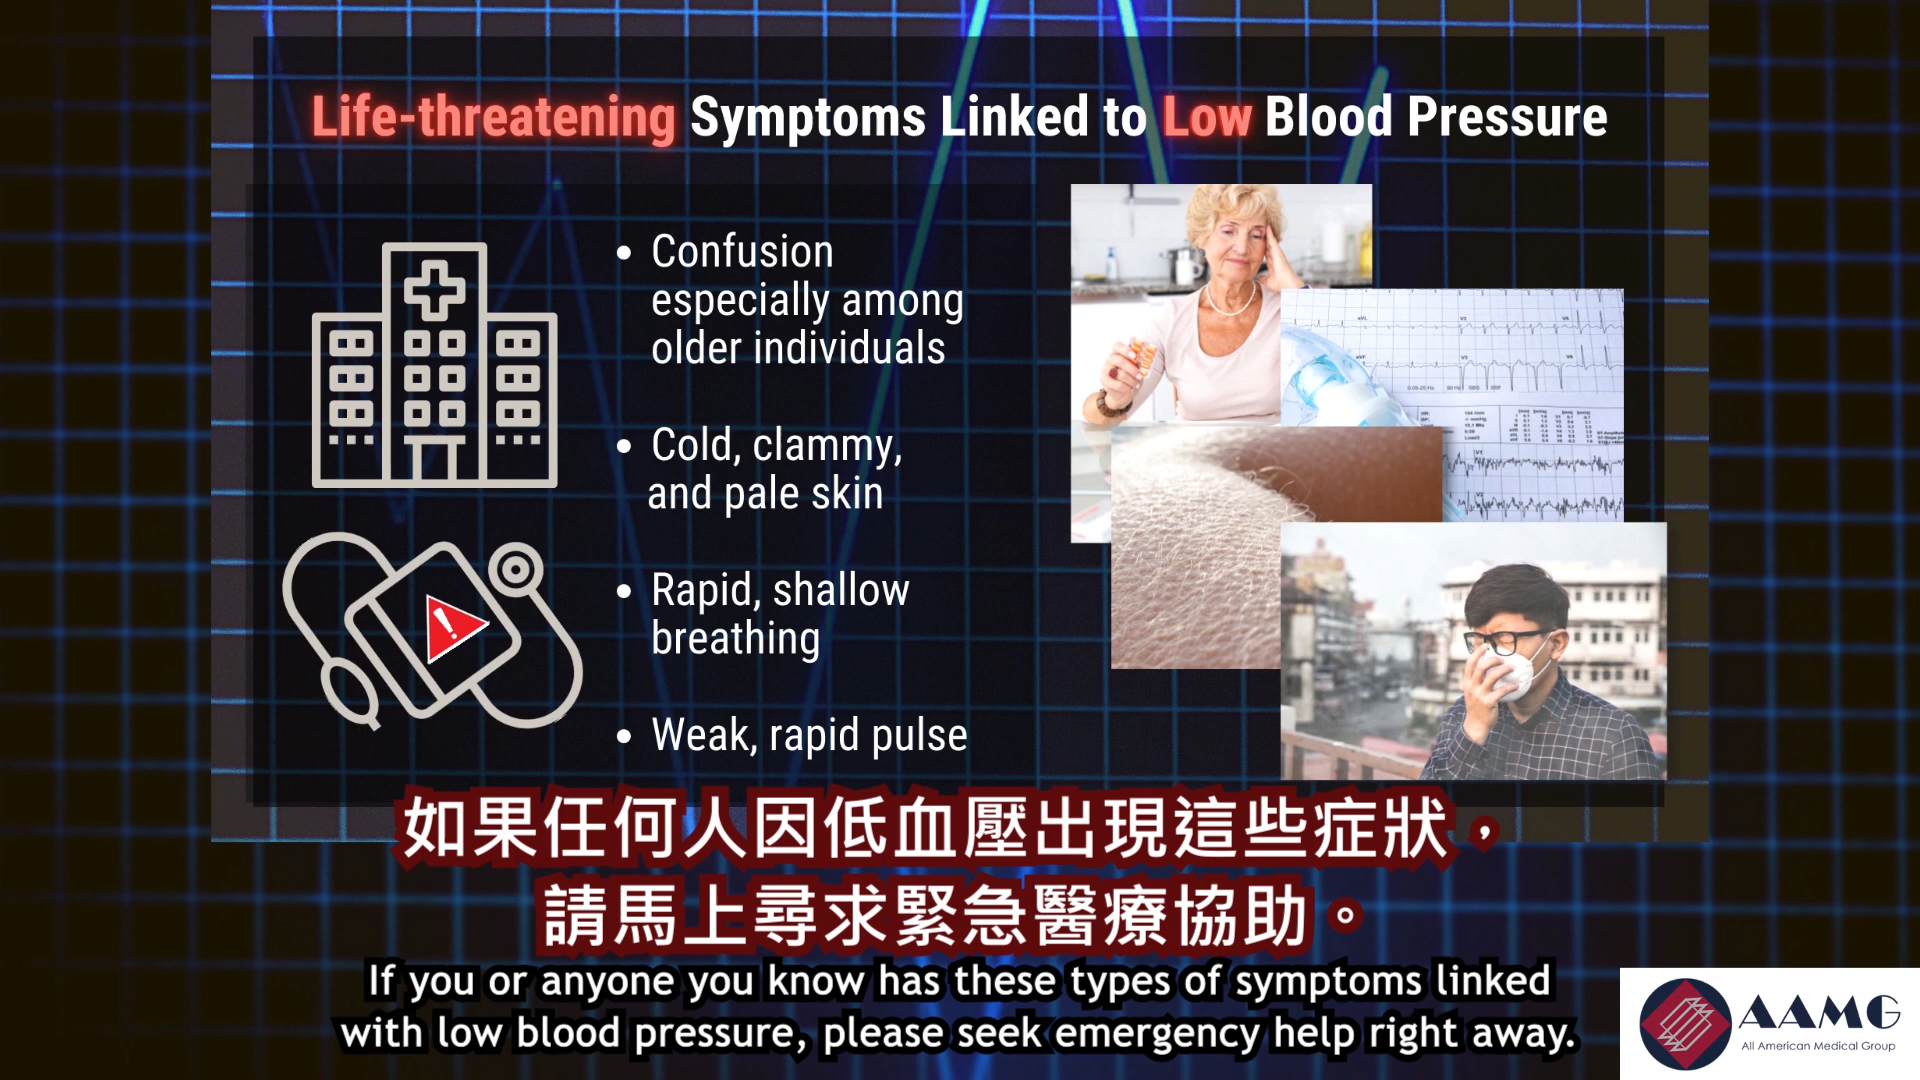 Life-threatening Symptoms Linked to Low Blood Pressure
• Confusion
especially among
older individuals
• Cold, clammy,
and pale skin
• Rapid, shallow
breathing
• Weak, rapid pulse
如果任何人因低血壓出現這些症狀，
請馬上尋求緊急醫療協助。
If you or anyone you know has these types of symptoms linked
with low blood pressure, please seek emergency help right away.
AAMG
All American Medical Group